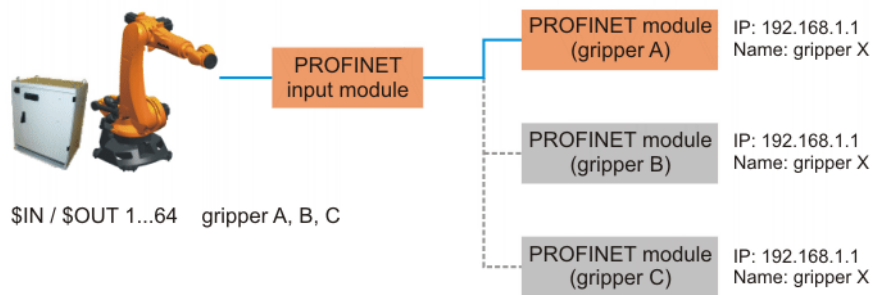 PROFINET module
(gripper A)
IP: 192.168.1.1
Name: gripper X
PROFINET
input module
PROFINET module
(gripper B)
IP: 192.168.1.1
Name: gripper X
$IN / $OUT 1...64 gripper A, B, C
PROFINET module
(gripper C)
IP: 192.168.1.1
Name: gripper X